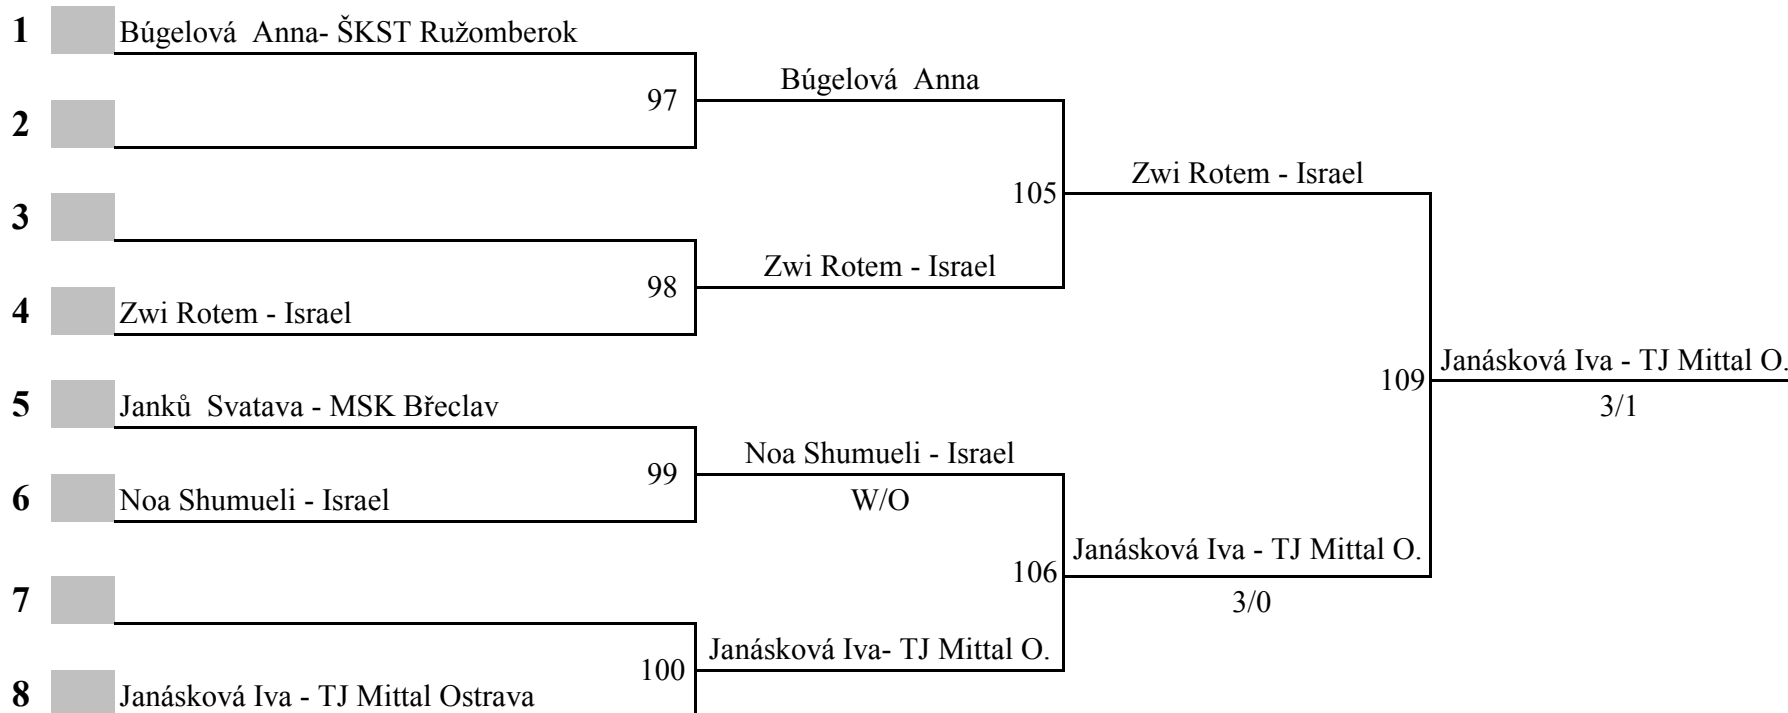 1 Búgelová  Anna- ŠKST Ružomberok
Búgelová  Anna
97
2
Zwi Rotem - Israel
105
3
Zwi Rotem - Israel
98
4 Zwi Rotem - Israel
Janásková Iva - TJ Mittal O.
109
3/1
5 Janků  Svatava - MSK Břeclav
Noa Shumueli - Israel
99
W/O
6 Noa Shumueli - Israel
Janásková Iva - TJ Mittal O.
106
3/0
7
Janásková Iva- TJ Mittal O.
100
8 Janásková Iva - TJ Mittal Ostrava